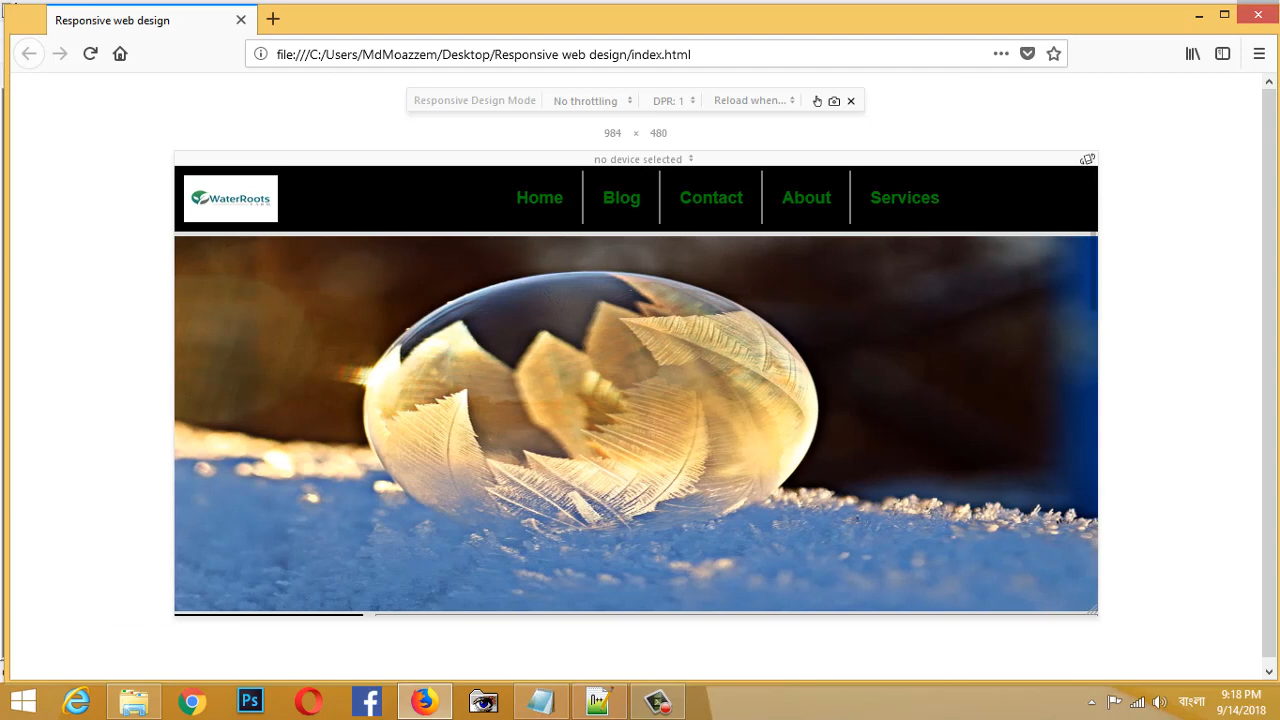 Responsive web design
file:///C:/Users/MdMoazzem/Desktop/Responsive web design/index.html
Responsive Design Mode No throttling DPR: 1 Reload when...
984 × 480
no device selected
WaterRoots
Home Blog Contact About Services
বাংলা
9:18 PM
9/14/2018
Ps